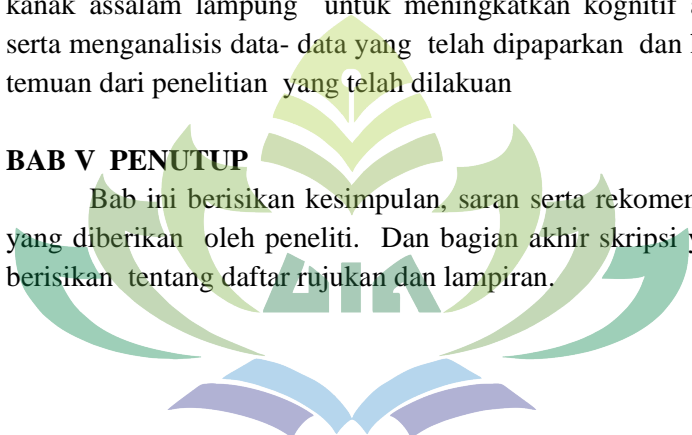 kanak assalam lampung untuk meningkatkan kognitif
serta menganalisis data- data yang telah dipaparkan dan
temuan dari penelitian yang telah dilakuan
BAB V PENUTUP
Bab ini berisikan kesimpulan, saran serta
yang diberikan oleh peneliti. Dan bagian akhir skripsi
berisikan tentang daftar rujukan dan lampiran.